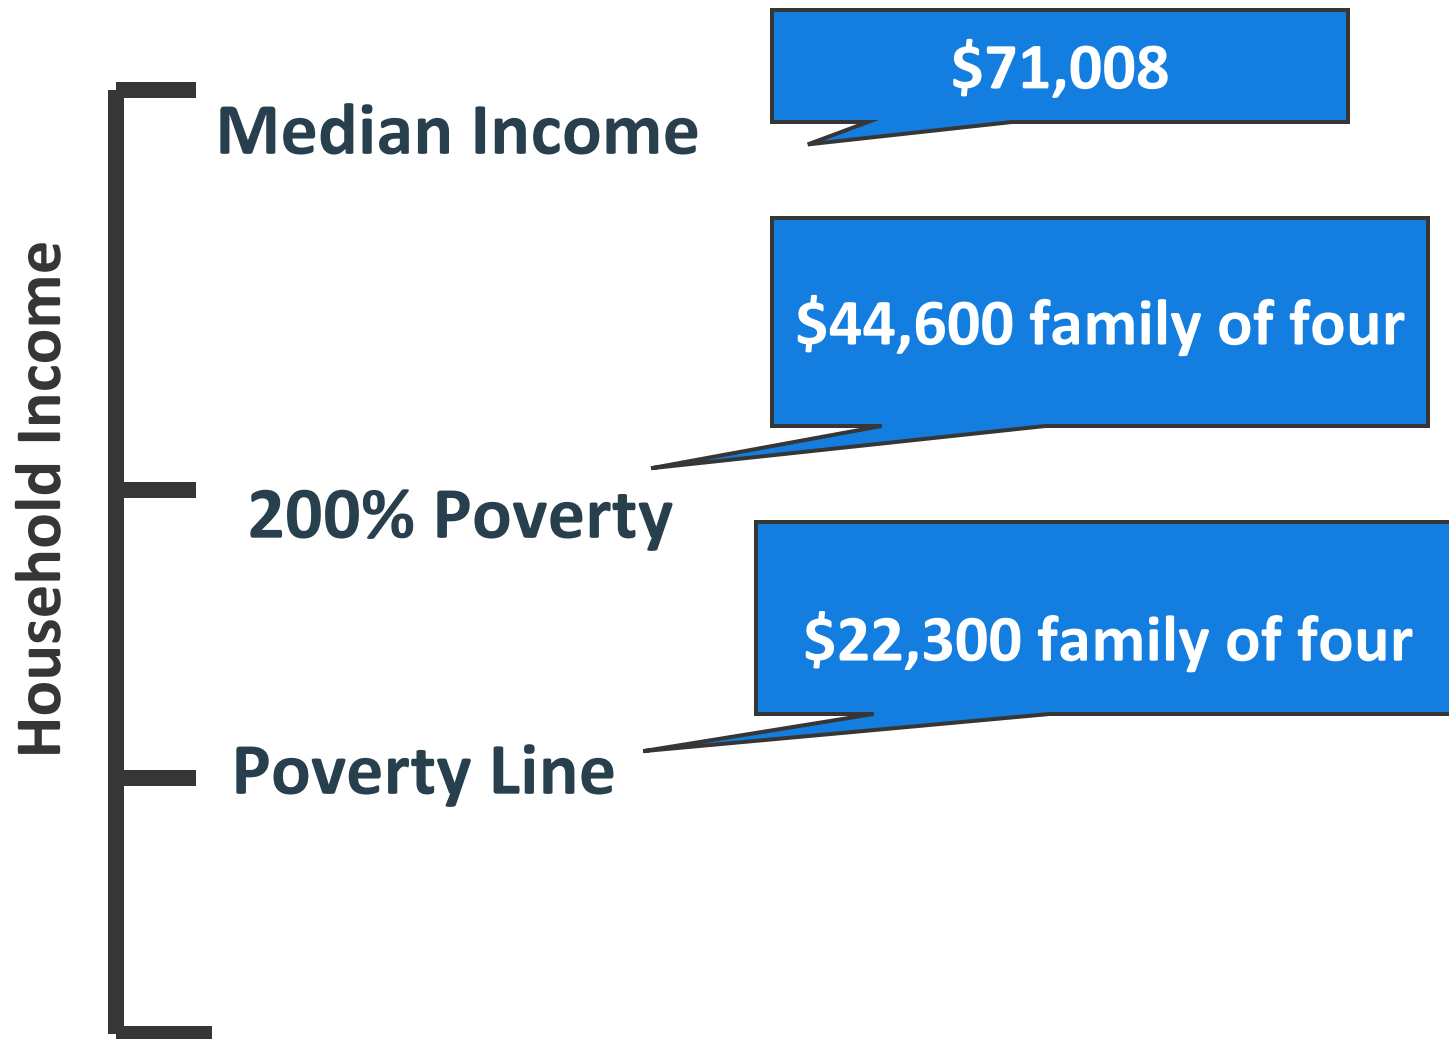 Household Income
Median Income
$71,008
$44,600 family of four
200% Poverty
$22,300 family of four
Poverty Line